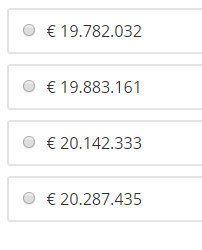 € 19.782.032
€ 19.883.161
€ 20.142.333
€ 20.287.435